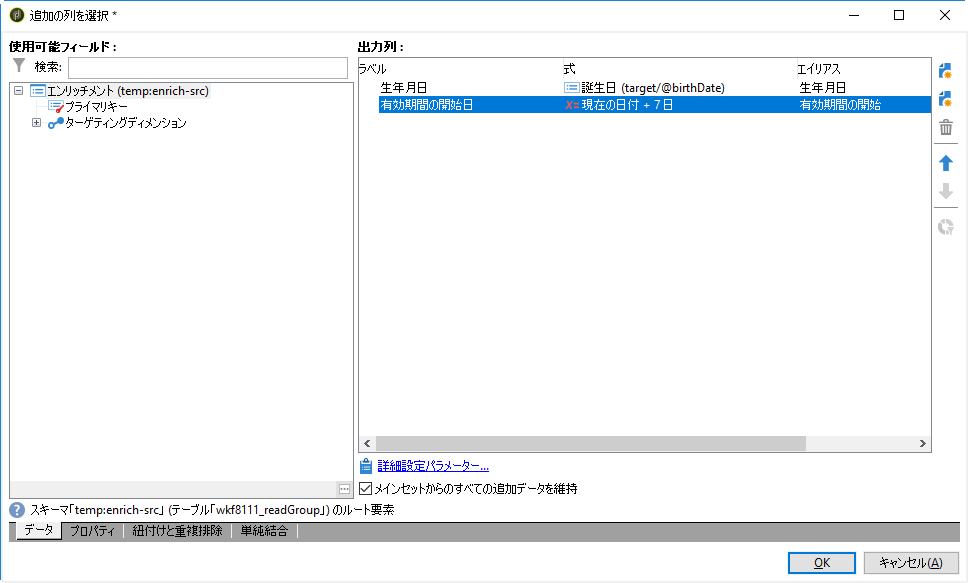 追加の列を選択 *
使用可能フィールド:
検索:
エンリッチメント (temp:enrich-src)
プライマリキー
ターゲティングディメンション
出力列:
ラベル 式 エイリアス
生年月日 誕生日 (target/@birthDate) 生年月日
有効期間の開始日 現在の日付 + 7 日 有効期間の開始
詳細設定パラメーター...
メインセットからのすべての追加データを維持
スキーマ「temp:enrich-src」 (テーブル「wkf8111_readGroup」) のルート要素
データ プロパティ 紐付けと重複排除 単純結合
OK キャンセル(A)